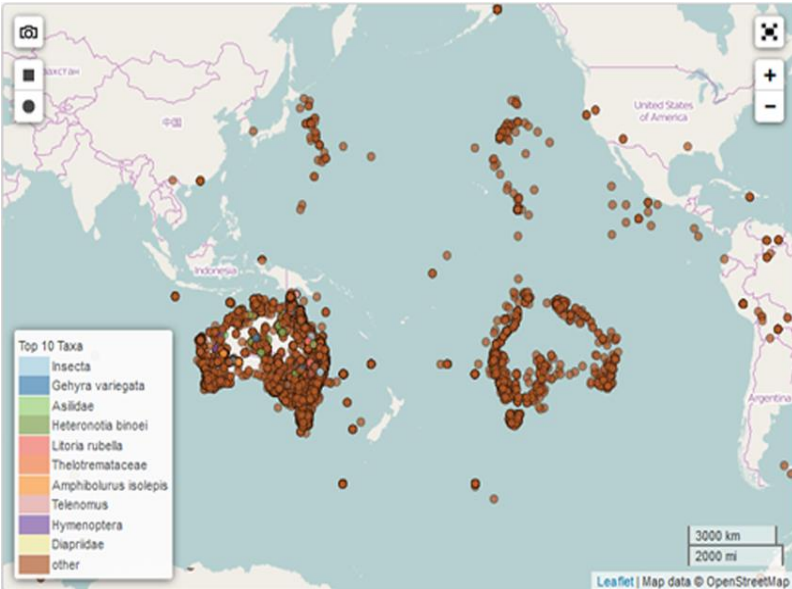 азахстан
中国
United States
of America
Indonesia
Argentina
+
−
Top 10 Taxa
Insecta
Gehyra variegata
Asilidae
Heteronotia binoei
Litoria rubella
Thelotremataceae
Amphibolurus isolepis
Telenomus
Hymenoptera
Diapriidae
other
3000 km
2000 mi
Leaflet | Map data © OpenStreetMap